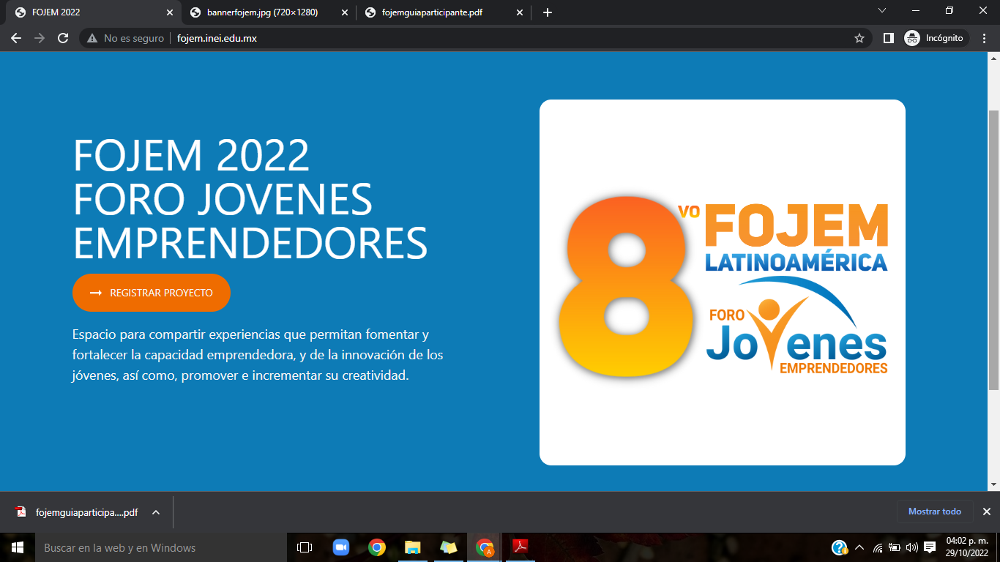 FOJEM 2022
bannerfojem.jpg (720×1280)
fojemguiaparticipante.pdf
No es seguro
fojem.inei.edu.mx
Incógnito
FOJEM 2022
FORO JOVENES
EMPRENDEDORES
REGISTRAR PROYECTO
Espacio para compartir experiencias que permitan fomentar y
fortalecer la capacidad emprendedora, y de la innovación de los
jóvenes, así como, promover e incrementar su creatividad.
8VO FOJEM
LATINOAMÉRICA
FORO
Jovenes
EMPRENDEDORES
fojemguiaparticipa....pdf
Mostrar todo
Buscar en la web y en Windows
A
04:02 p. m.
29/10/2022